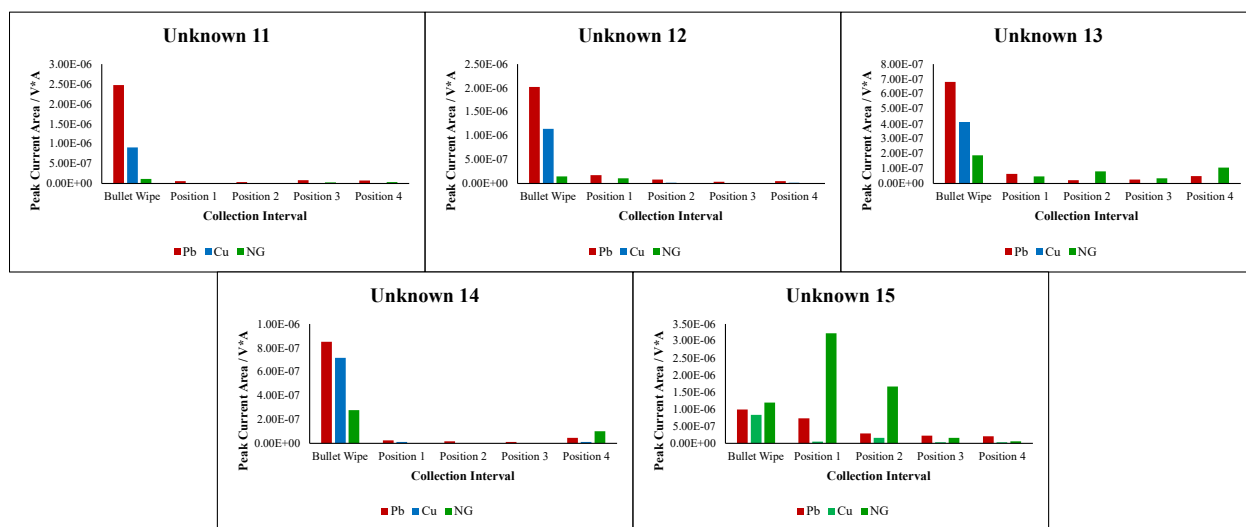 Unknown 11
Peak Current Area / V*A
3.00E-06
2.50E-06
2.00E-06
1.50E-06
1.00E-06
5.00E-07
0.00E+00
Bullet Wipe Position 1 Position 2 Position 3 Position 4
Collection Interval
Pb Cu NG
Unknown 12
Peak Current Area / V*A
2.50E-06
2.00E-06
1.50E-06
1.00E-06
5.00E-07
0.00E+00
Bullet Wipe Position 1 Position 2 Position 3 Position 4
Collection Interval
Pb Cu NG
Unknown 13
Peak Current Area / V*A
8.00E-07
7.00E-07
6.00E-07
5.00E-07
4.00E-07
3.00E-07
2.00E-07
1.00E-07
0.00E+00
Bullet Wipe Position 1 Position 2 Position 3 Position 4
Collection Interval
Pb Cu NG
Unknown 14
Peak Current Area / V*A
1.00E-06
8.00E-07
6.00E-07
4.00E-07
2.00E-07
0.00E+00
Bullet Wipe Position 1 Position 2 Position 3 Position 4
Collection Interval
Pb Cu NG
Unknown 15
Peak Current Area / V*A
3.50E-06
3.00E-06
2.50E-06
2.00E-06
1.50E-06
1.00E-06
5.00E-07
0.00E+00
Bullet Wipe Position 1 Position 2 Position 3 Position 4
Collection Interval
Pb Cu NG